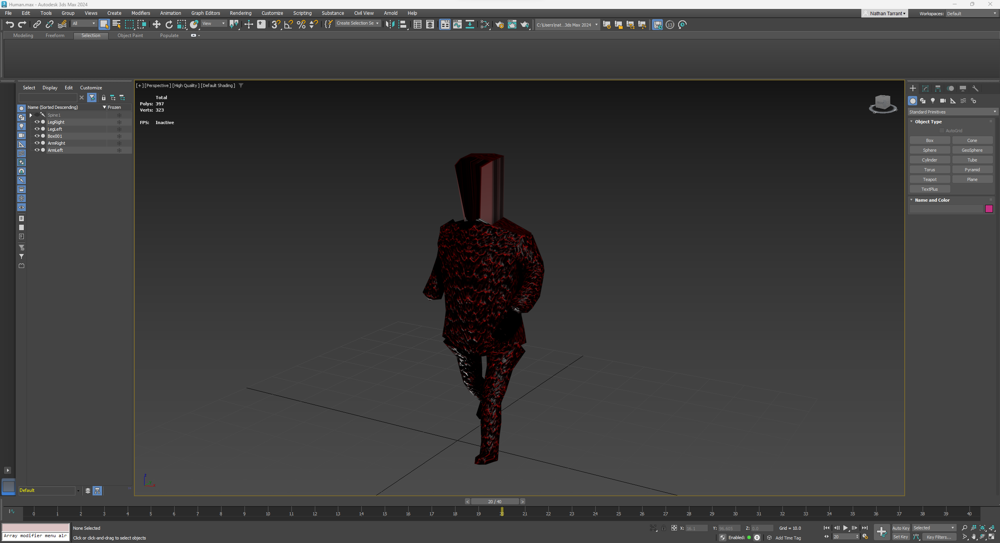 Human.max - Autodesk 3ds Max 2024
File Edit Tools Group Views Create Modifiers Animation Graph Editors Rendering Customize Scripting Substance Civil View Arnold Help
Nathan Tarrant
Workspaces: Default
All
View
Create Selection Se
C:\Users\nat...3ds Max 2024
13
Modeling Freeform Selection Object Paint Populate
Select Display Edit Customize
Name (Sorted Descending) Frozen
Spine1
LegRight
LegLeft
Box001
ArmRight
ArmLeft
Default
[+] [Perspective ] [High Quality ] [Default Shading ]
Total
Polys: 397
Verts: 323
FPS: Inactive
Z
Y
X
Standard Primitives
Object Type
AutoGrid
Box Cone
Sphere GeoSphere
Cylinder Tube
Torus Pyramid
Teapot Plane
TextPlus
Name and Color
< 20 / 40 >
0 1 2 3 4 5 6 7 8 9 10 11 12 13 14 15 16 17 18 19 20 21 22 23 24 25 26 27 28 29 30 31 32 33 34 35 36 37 38 39 40
None Selected
Array modifier menu alr
Click or click-and-drag to select objects
X: 16.1 Y: 96.605 Z: 0.0 Grid = 10.0
Enabled: 0 Add Time Tag
20
Auto Key Selected
Set Key Key Filters...